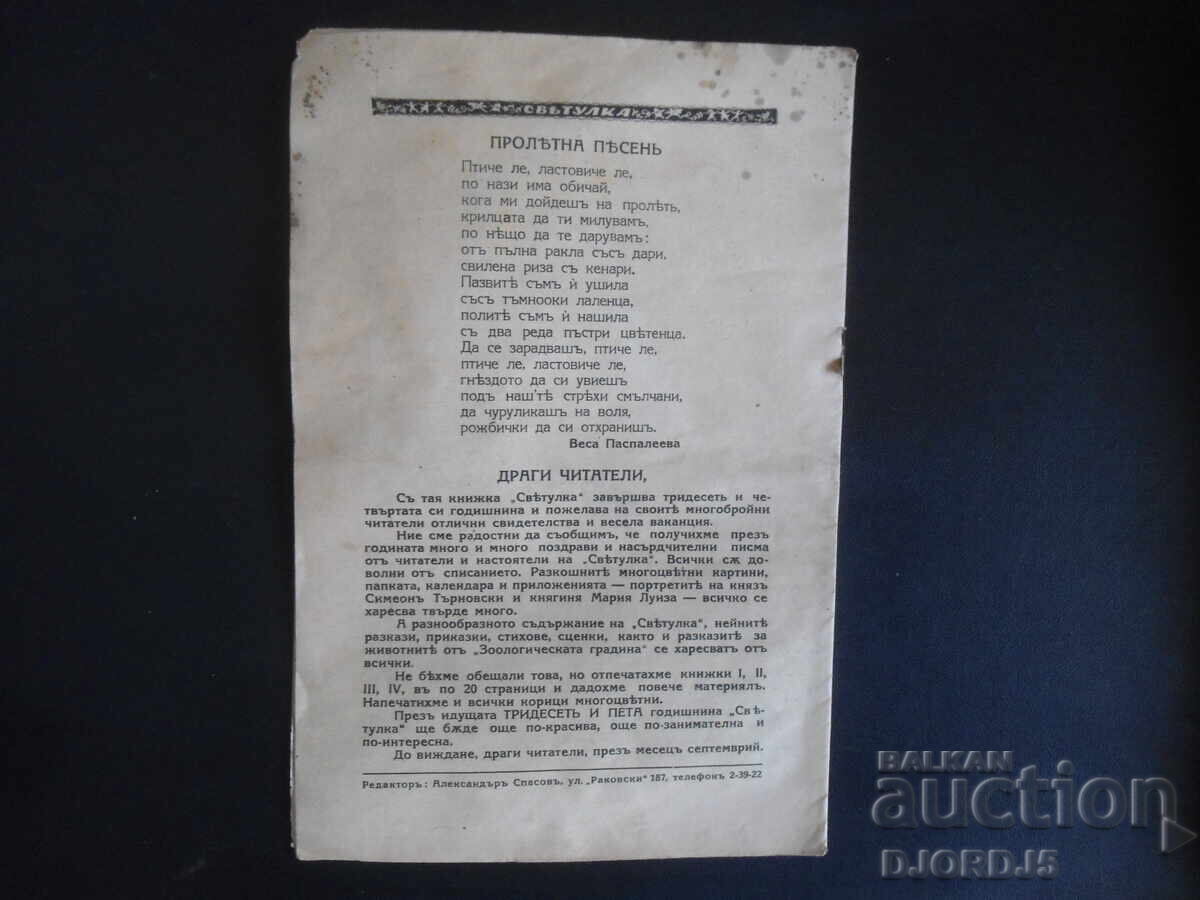 СВѢТУЛКА
ПРОЛѢТНА ПѢСЕНЬ
Птиче ле, ластовиче ле,
по нази има обичай,
кога ми дойдешъ на пролѣть,
крилцата да ти милувамъ,
по нѣщо да те дарувамъ:
отъ пълна ракла със­ъ дари,
свилена риза съ кенари.
Пазвитѣ съмъ ѝ ушила
със­ъ тъмнооки лаленца,
политѣ съмъ ѝ нашила
съ два реда пъстри цвѣтенца.
Да се зарадвашъ, птиче ле,
птиче ле, ластовиче ле,
гнѣздото да си увиешъ
подъ наш'тѣ стрѣхи смълчани,
да чуруликашъ на воля,
рожбички да си отхранишъ.
Веса Паспалеева
ДРАГИ ЧИТАТЕЛИ,
Съ тая книжка „Свѣтулка“ завършва тридесеть и че-
твъртата си годишнина и пожелава на своитѣ многобройни
читатели отлични свидетелства и весела ваканция.
Ние сме радостни да съобщимъ, че получихме презъ
годината много и много поздрави и насърдчителни писма
отъ читатели и настоятели на „Свѣтулка“. Всички сѫ до-
волни отъ списанието. Разкошнитѣ многоцвѣтни картини,
папката, календара и приложенията — портретитѣ на князъ
Симеонъ Търновски и княгиня Мария Луиза — всичко се
харесва твърде много.
А разнообразното съдържание на „Свѣтулка“, нейнитѣ
разкази, приказки, стихове, сценки, както и разказитѣ за
животнитѣ отъ „Зоологическата градина“ се харесватъ отъ
всички.
Не бѣхме обещали това, но отпечатахме книжки I, II,
III, IV, въ по 20 страници и дадохме повече материялъ.
Напечатихме и всички корици многоцвѣтни.
Презъ идущата ТРИДЕСЕТЬ И ПЕТА годишнина „Свѣ-
тулка“ ще бѫде още по-красива, още по-занимателна и
по-интересна.
До виждане, драги читатели, презъ месецъ септемврий.
Редакторъ: Александъръ Спасовъ, ул. „Раковски“ 187, телефонъ 2-39-22
BALKAN
auction
DJORDJ5